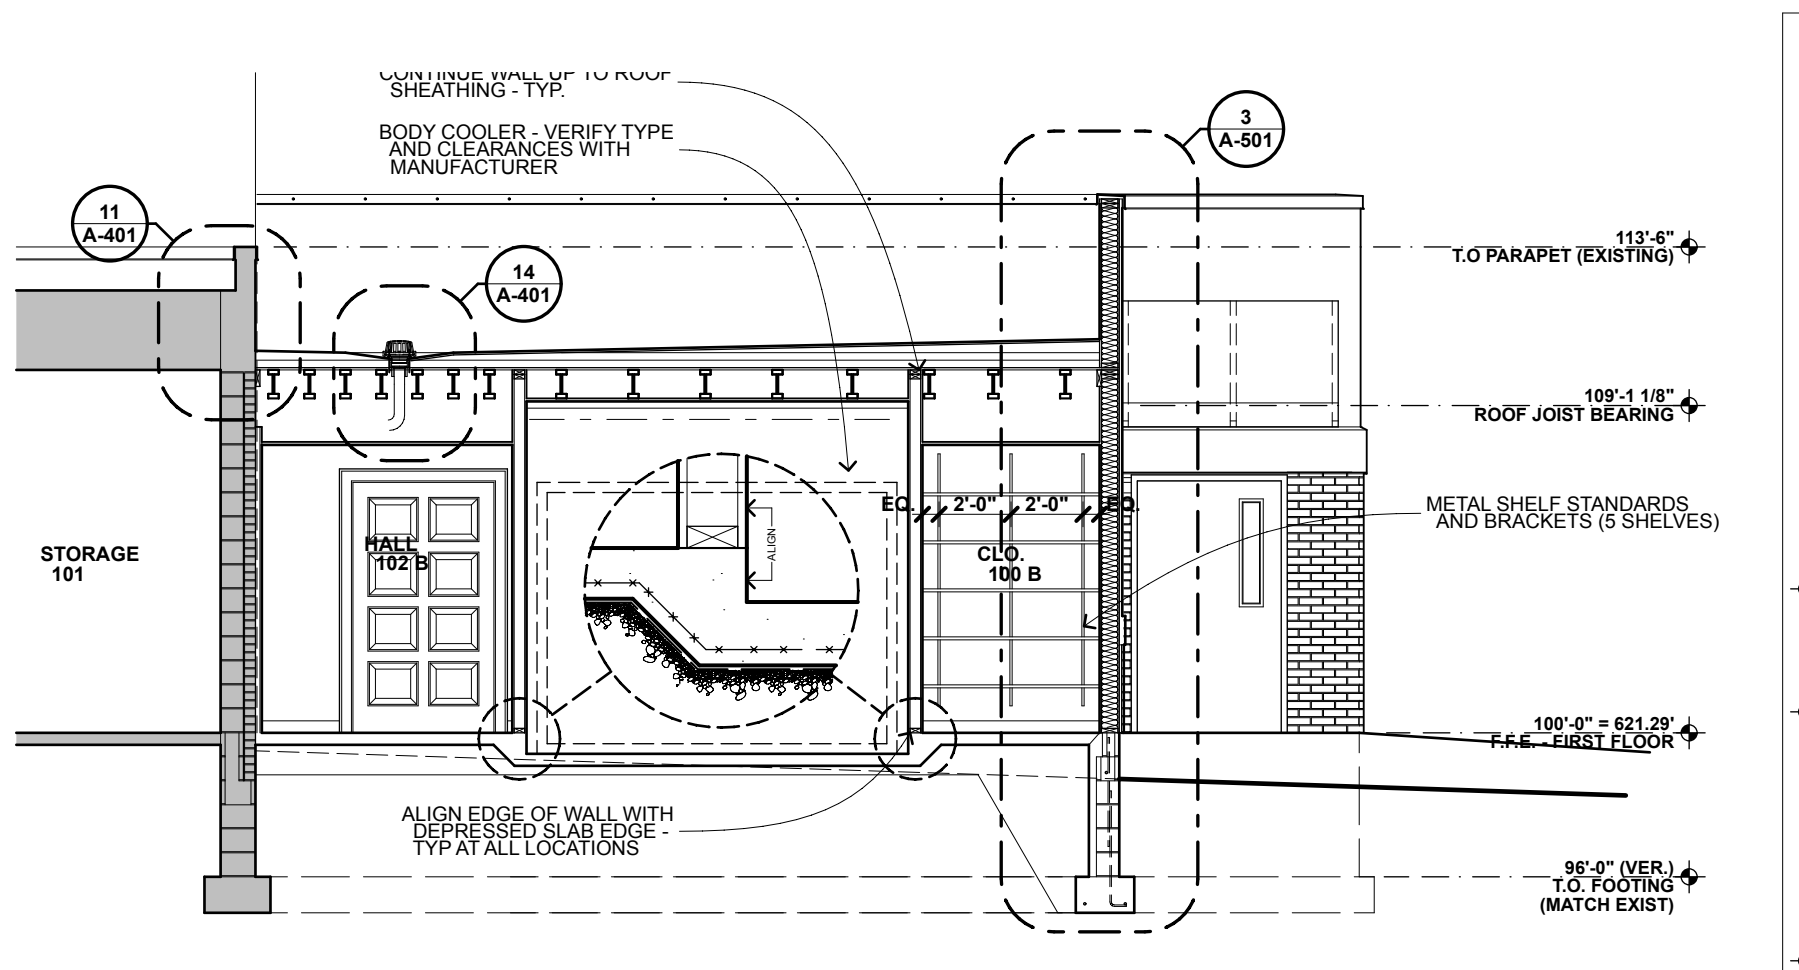 CONTINUE WALL UP TO ROOF
SHEATHING - TYP.
BODY COOLER - VERIFY TYPE
AND CLEARANCES WITH
MANUFACTURER
3
A-501
11
A-401
14
A-401
113'-6"
T.O PARAPET (EXISTING)
109'-1 1/8"
ROOF JOIST BEARING
EQ.
2'-0"
2'-0"
EQ.
METAL SHELF STANDARDS
AND BRACKETS (5 SHELVES)
STORAGE
101
HALL
102 B
ALIGN
CLO.
100 B
100'-0" = 621.29'
F.F.E. - FIRST FLOOR
ALIGN EDGE OF WALL WITH
DEPRESSED SLAB EDGE -
TYP AT ALL LOCATIONS
96'-0" (VER.)
T.O. FOOTING
(MATCH EXIST)